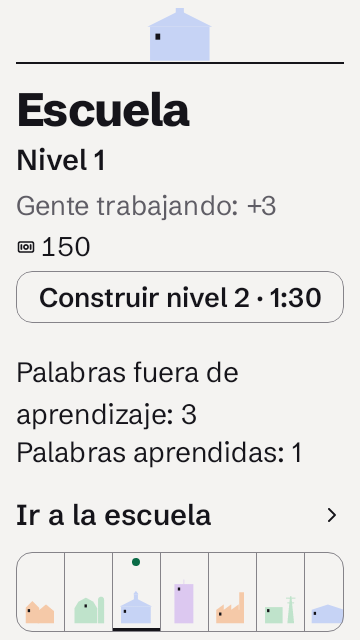 Escuela
Nivel 1
Gente trabajando: +3
150
Construir nivel 2 · 1:30
Palabras fuera de
aprendizaje: 3
Palabras aprendidas: 1
Ir a la escuela